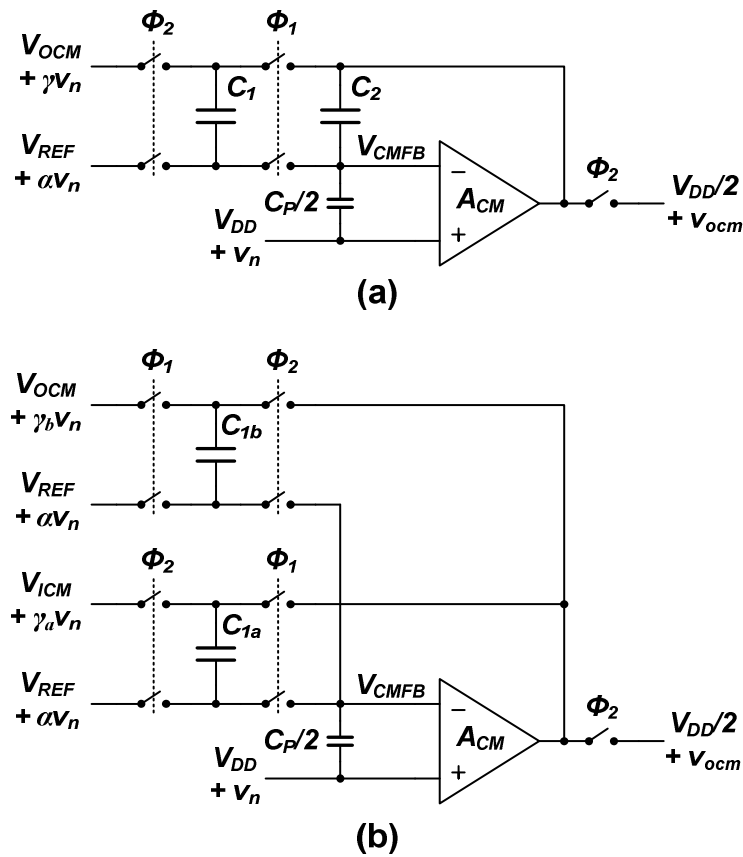 Φ2 Φ1
VOCM
+ γvn
C1 C2
VREF
+ αvn
VCMFB
CP/2
VDD
+ vn
−
ACM
+
Φ2
VDD/2
+ vocm
(a)
Φ1 Φ2
VOCM
+ γbvn
C1b
VREF
+ αvn
Φ2 Φ1
VICM
+ γavn
C1a
VREF
+ αvn
VCMFB
CP/2
VDD
+ vn
−
ACM
+
Φ2
VDD/2
+ vocm
(b)